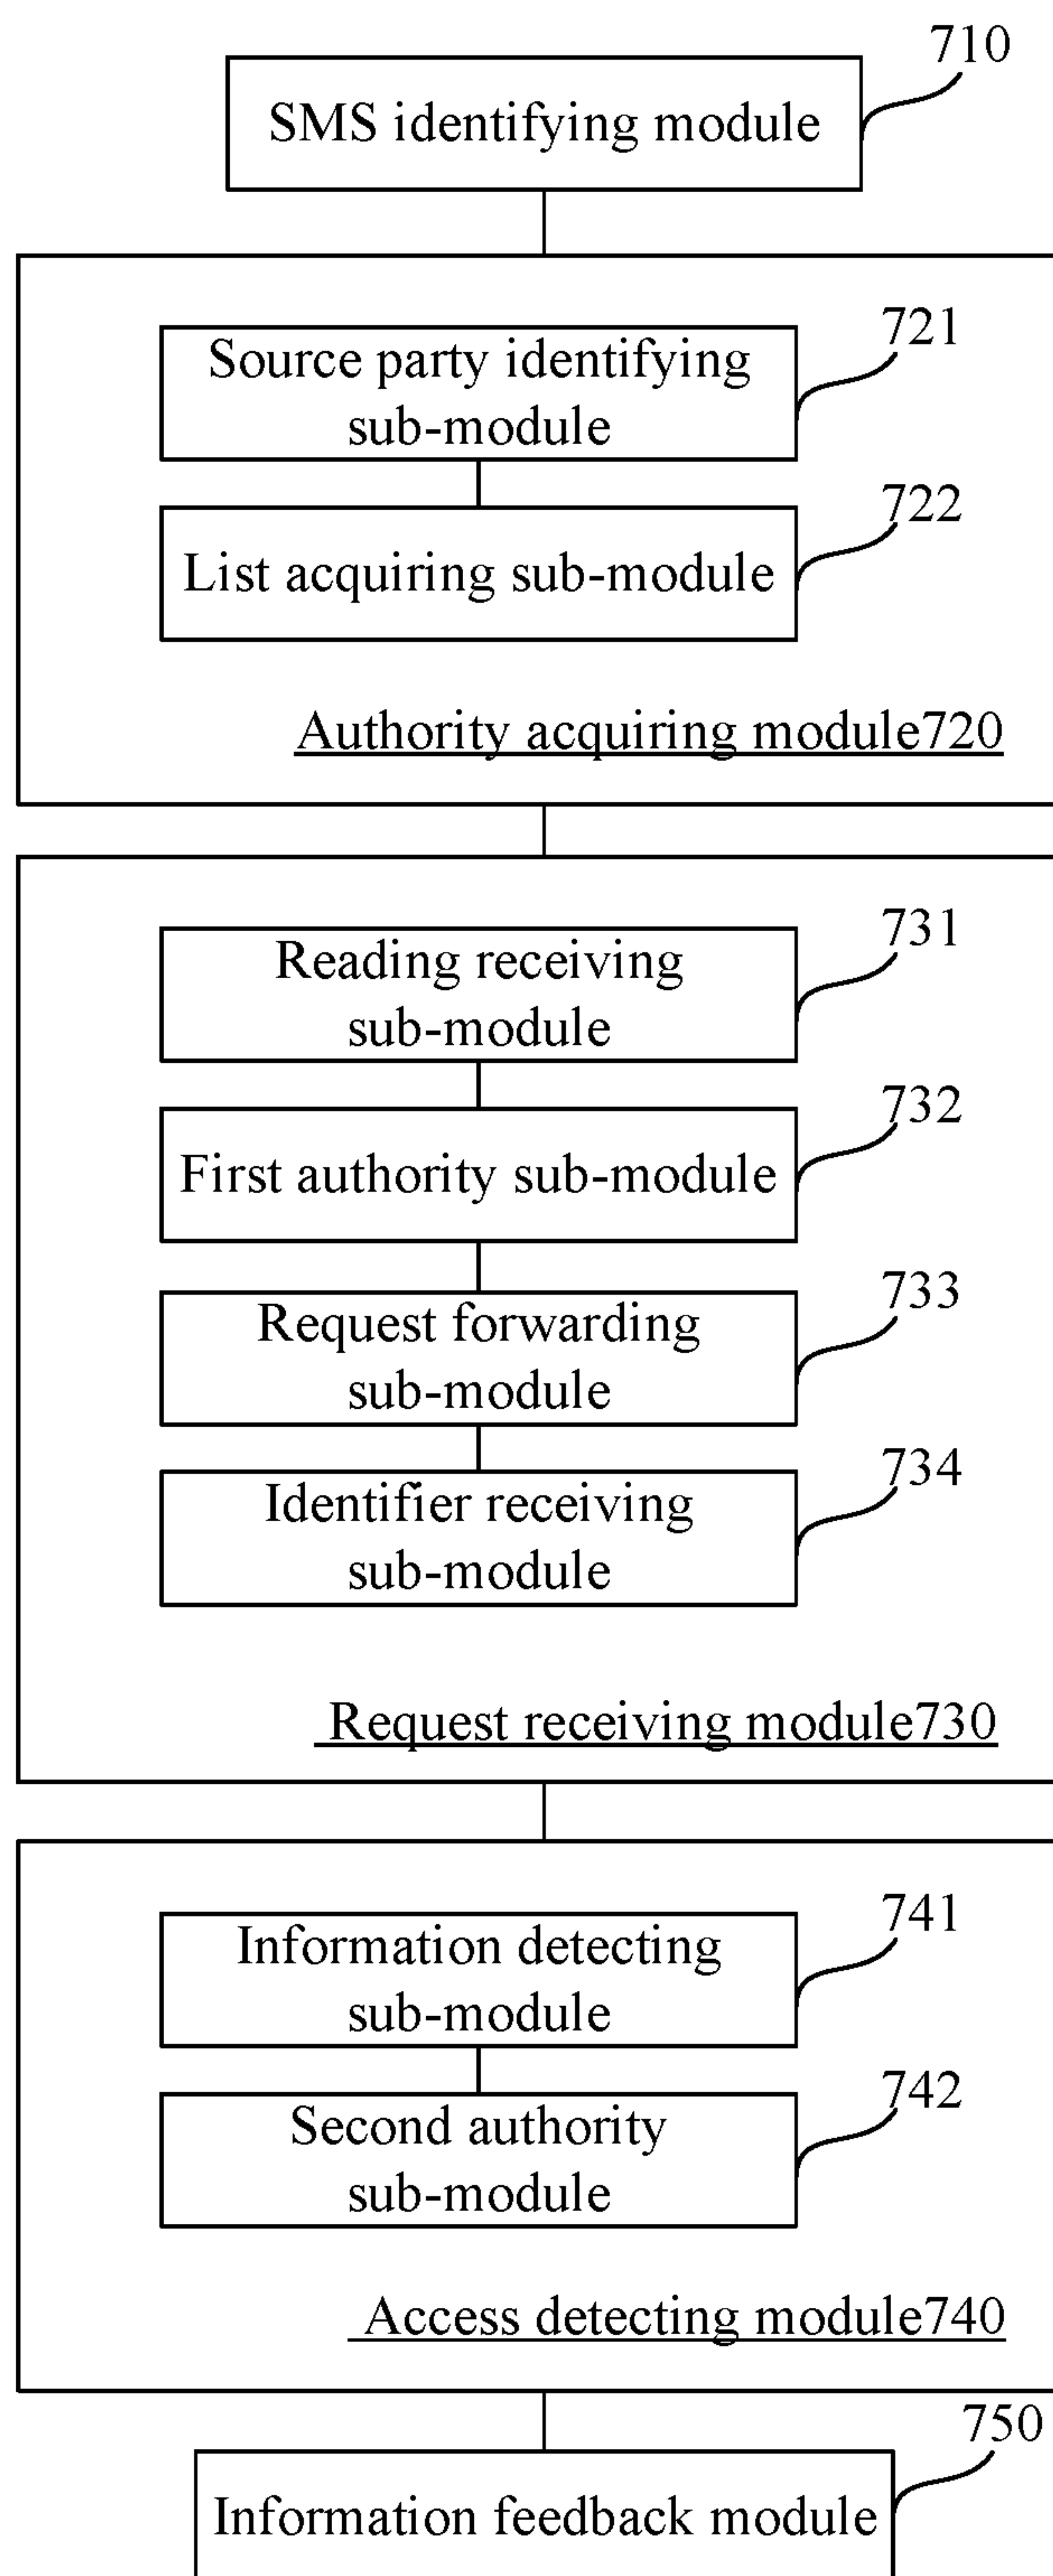 710
SMS identifying module
721
Source party identifying
sub-module
722
List acquiring sub-module
Authority acquiring module720
731
Reading receiving
sub-module
732
First authority sub-module
733
Request forwarding
sub-module
734
Identifier receiving
sub-module
Request receiving module730
741
Information detecting
sub-module
742
Second authority
sub-module
Access detecting module740
750
Information feedback module